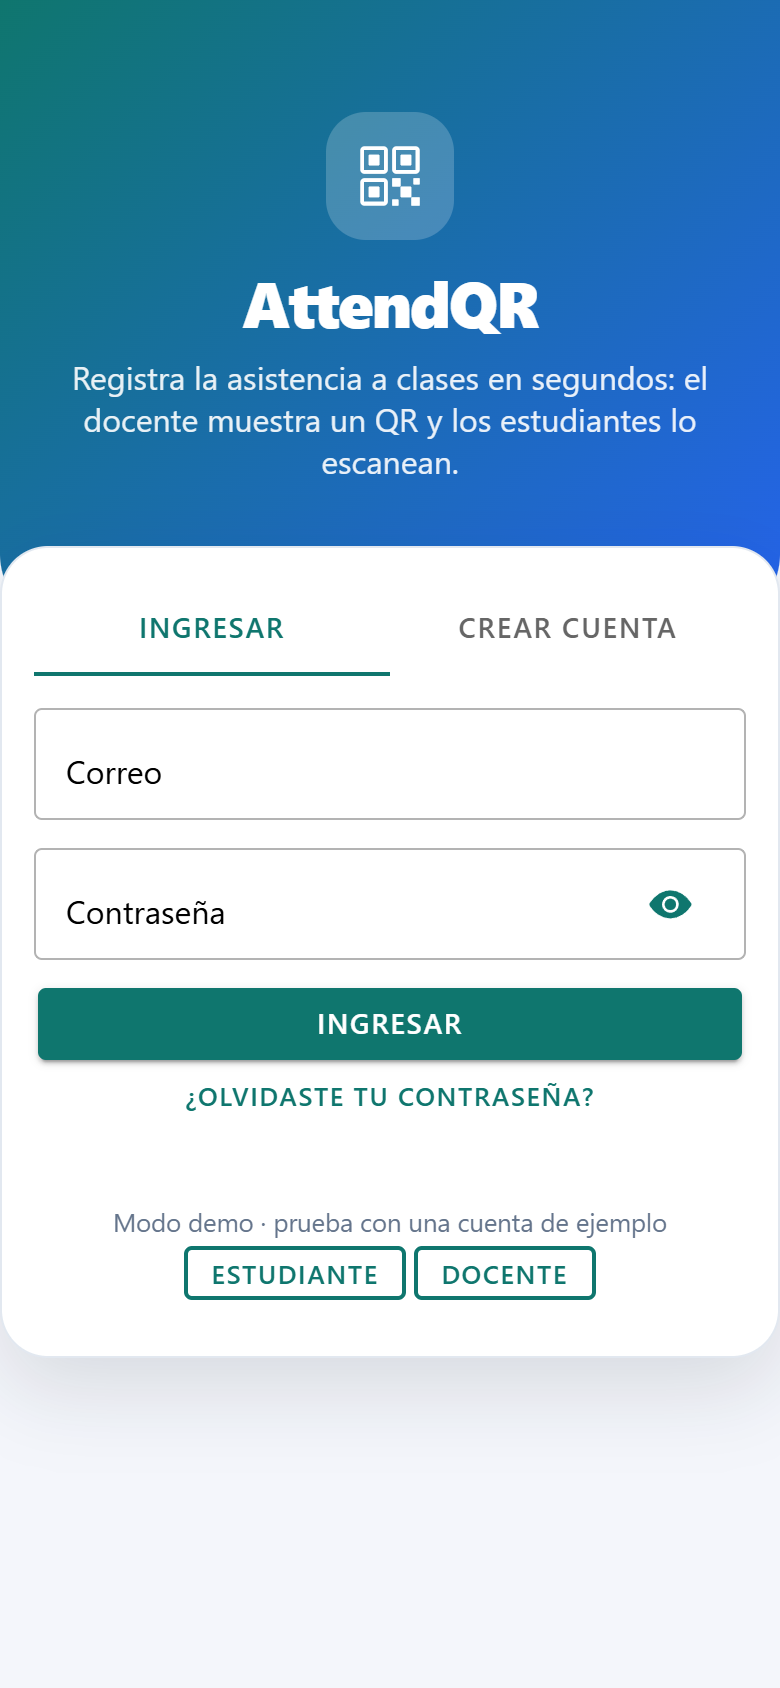 AttendQR
Registra la asistencia a clases en segundos: el
docente muestra un QR y los estudiantes lo
escanean.
INGRESAR
CREAR CUENTA
Correo
Contraseña
INGRESAR
¿OLVIDASTE TU CONTRASEÑA?
Modo demo · prueba con una cuenta de ejemplo
ESTUDIANTE
DOCENTE